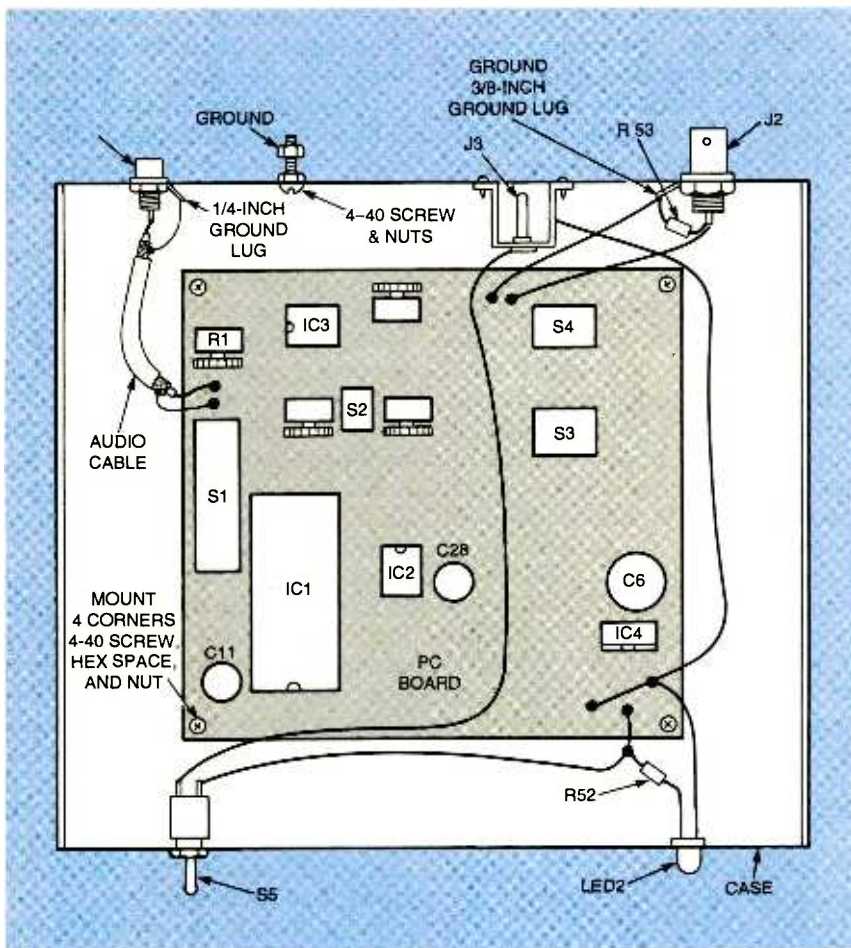 GROUND
3/8-INCH
GROUND LUG
GROUND
R 53
J2
J3
1/4-INCH
GROUND
LUG
4-40 SCREW
& NUTS
IC3
S4
R1
S2
S3
AUDIO
CABLE
S1
C28
IC2
IC1
C6
MOUNT
4 CORNERS
4-40 SCREW
HEX SPACE,
AND NUT
IC4
C11
PC
BOARD
R52
S5
LED2
CASE